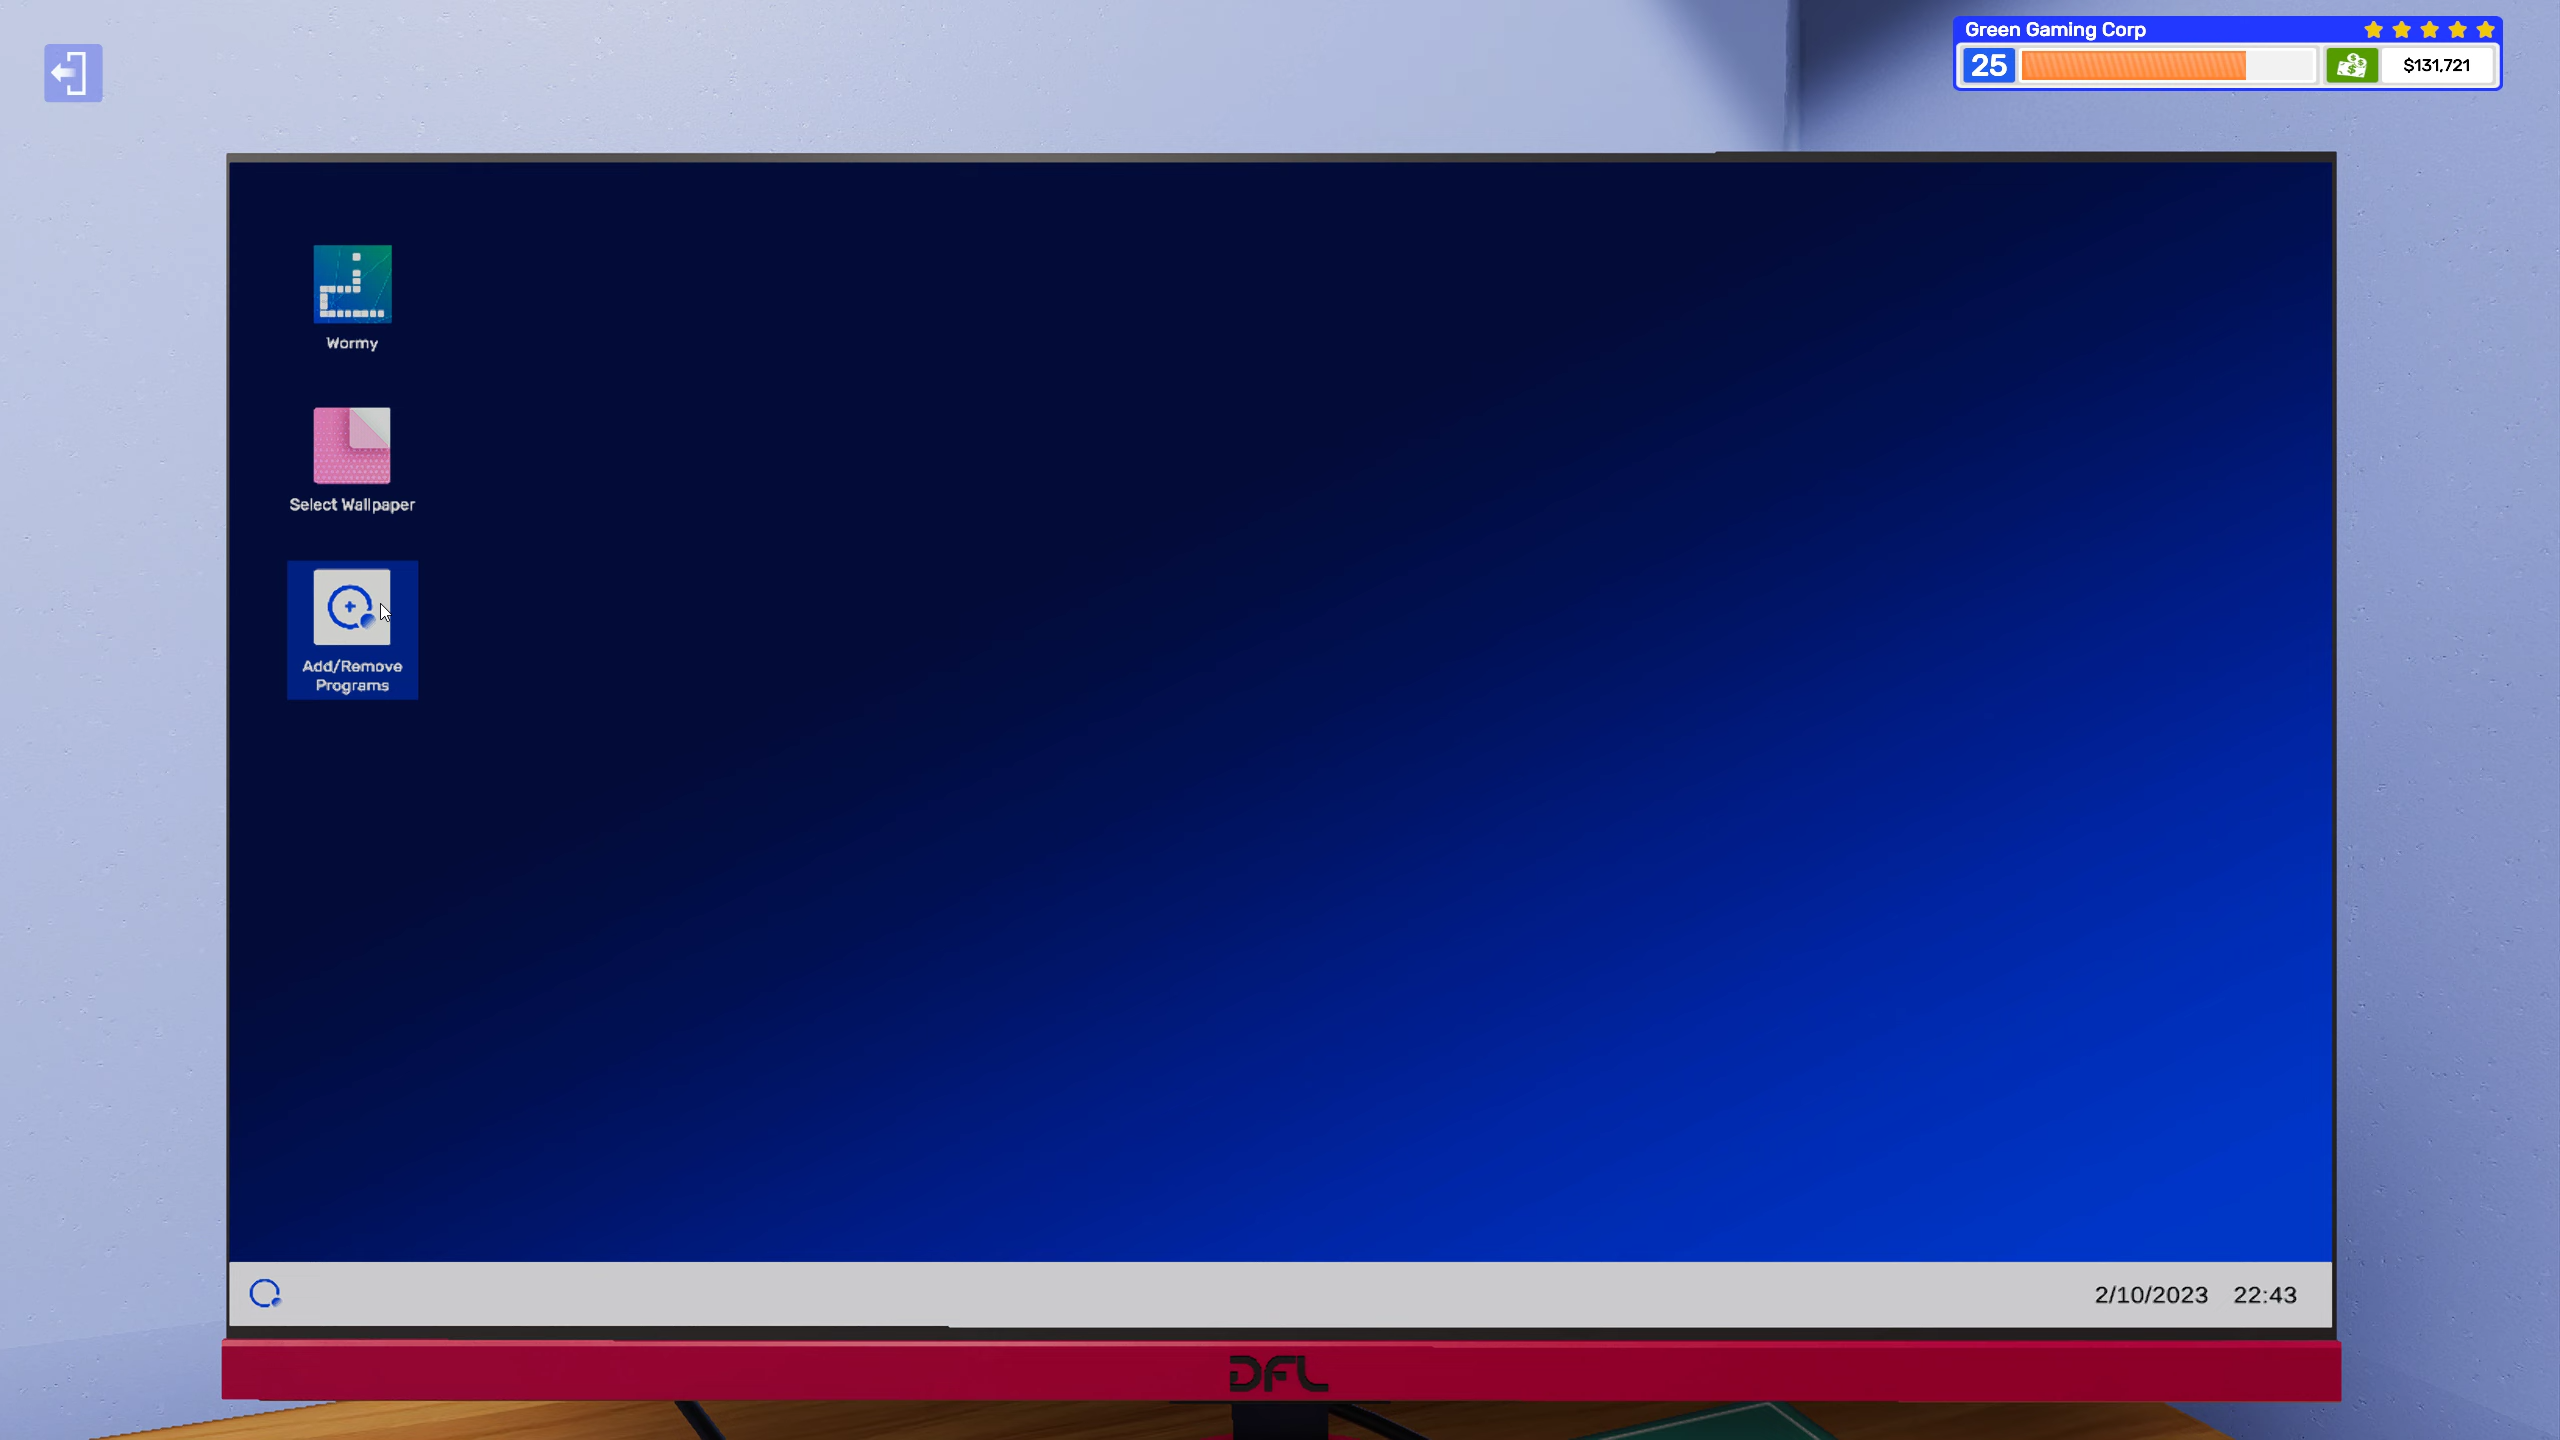 Green Gaming Corp
25
$131,721
Wormy
Select Wallpaper
Add/Remove
Programs
2/10/2023 22:43
DFL